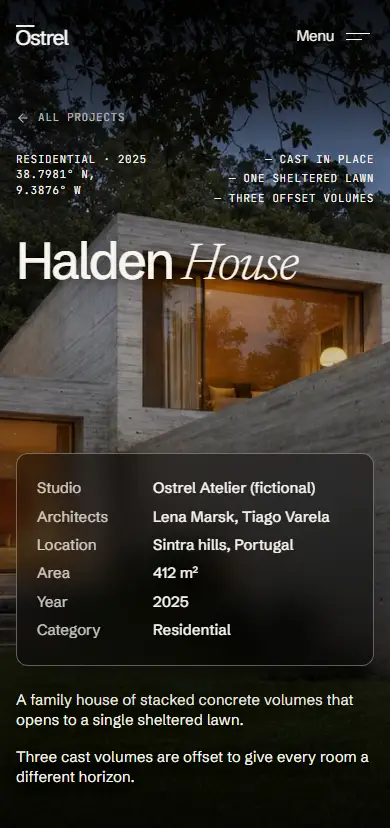 Ostrel
Menu
← ALL PROJECTS
RESIDENTIAL · 2025
38.7981° N,
9.3876° W
— CAST IN PLACE
— ONE SHELTERED LAWN
— THREE OFFSET VOLUMES
Halden House
Studio Ostrel Atelier (fictional)
Architects Lena Marsk, Tiago Varela
Location Sintra hills, Portugal
Area 412 m²
Year 2025
Category Residential
A family house of stacked concrete volumes that
opens to a single sheltered lawn.
Three cast volumes are offset to give every room a
different horizon.